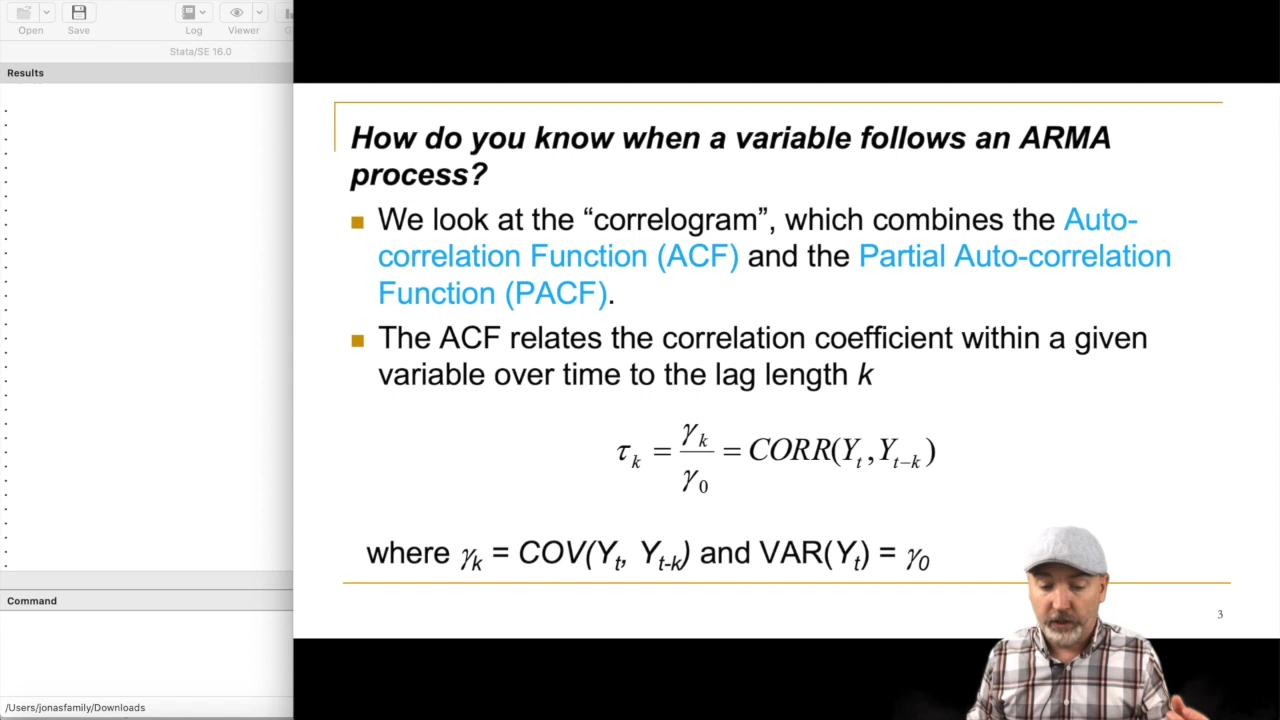 Open
Save
Log
Viewer
Stata/SE 16.0
Results
How do you know when a variable follows an ARMA
process?
■ We look at the “correlogram”, which combines the Auto-
correlation Function (ACF) and the Partial Auto-correlation
Function (PACF).
■ The ACF relates the correlation coefficient within a given
variable over time to the lag length k
τk = γk / γ0 = CORR(Yt, Yt−k)
where γk = COV(Yt, Yt-k) and VAR(Yt) = γ0
3
Command
/Users/jonasfamily/Downloads